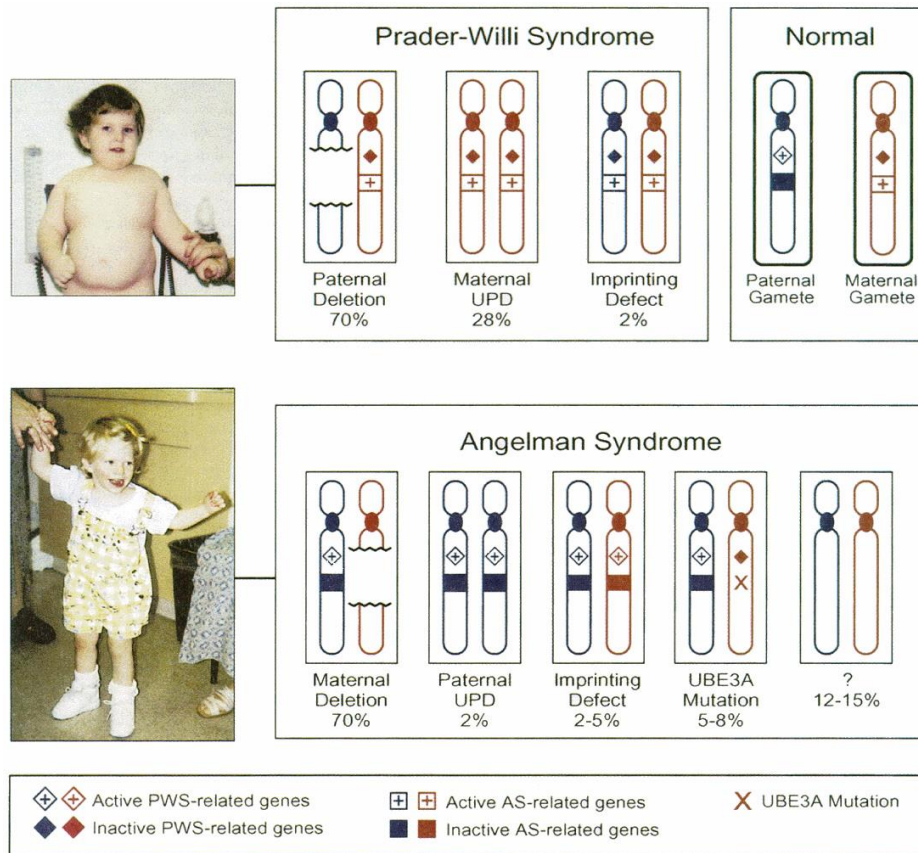 Prader-Willi Syndrome
Paternal
Deletion
70%
Maternal
UPD
28%
Imprinting
Defect
2%
Normal
Paternal
Gamete
Maternal
Gamete
Angelman Syndrome
Maternal
Deletion
70%
Paternal
UPD
2%
Imprinting
Defect
2-5%
UBE3A
Mutation
5-8%
?
12-15%
Active PWS-related genes
Inactive PWS-related genes
Active AS-related genes
Inactive AS-related genes
UBE3A Mutation